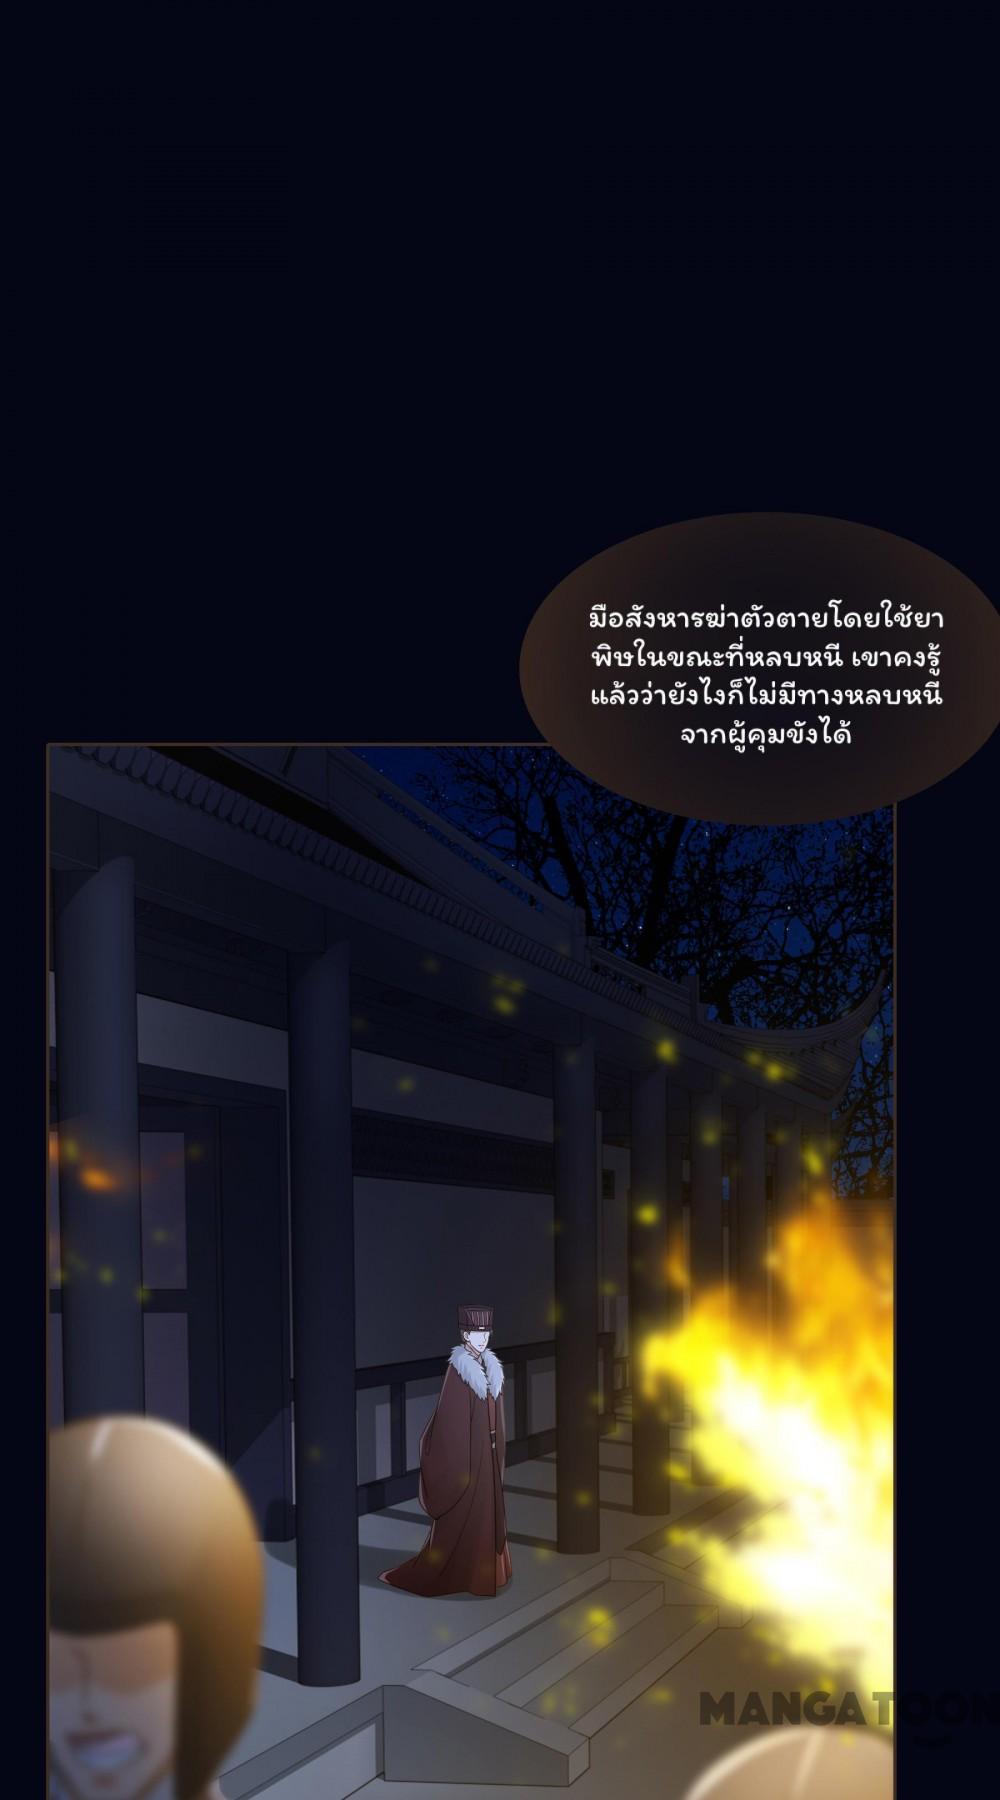 มือสังหารฆ่าตัวตายโดยใช้ยา
พิษในขณะที่หลบหนี เขาคงรู้
แล้วว่ายังไงก็ไม่มีทางหลบหนี
จากผู้คุมขังได้
MANGATOON